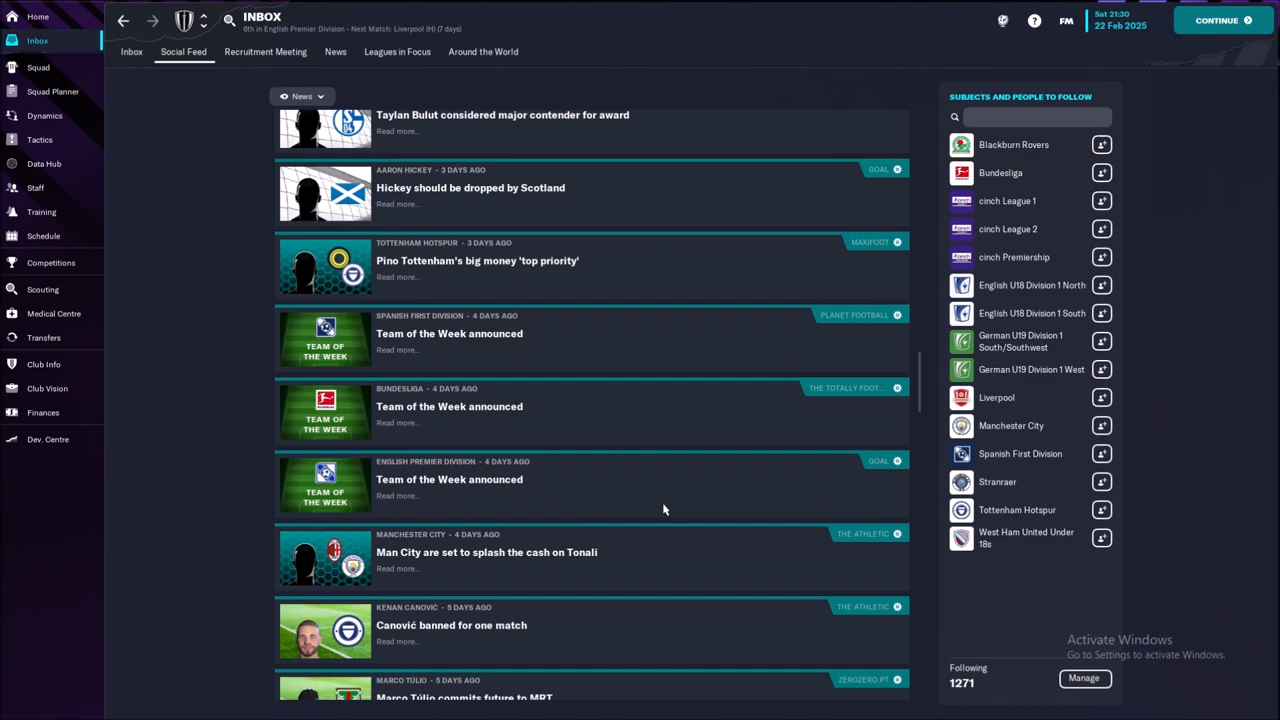 Home
Inbox
Squad
Squad Planner
Dynamics
Tactics
Data Hub
Staff
Training
Schedule
Competitions
Scouting
Medical Centre
Transfers
Club Info
Club Vision
Finances
Dev. Centre
INBOX
6th in English Premier Division - Next Match: Liverpool (H) (7 days)
FM
Sat 21:30
22 Feb 2025
CONTINUE
Inbox
Social Feed
Recruitment Meeting
News
Leagues in Focus
Around the World
News
Taylan Bulut considered major contender for award
Read more...
AARON HICKEY - 3 DAYS AGO
GOAL
Hickey should be dropped by Scotland
Read more...
TOTTENHAM HOTSPUR - 3 DAYS AGO
MAXIFOOT
Pino Tottenham's big money 'top priority'
Read more...
SPANISH FIRST DIVISION - 4 DAYS AGO
PLANET FOOTBALL
Team of the Week announced
Read more...
TEAM OF
THE WEEK
BUNDESLIGA - 4 DAYS AGO
THE TOTALLY FOOT...
Team of the Week announced
Read more...
TEAM OF
THE WEEK
ENGLISH PREMIER DIVISION - 4 DAYS AGO
GOAL
Team of the Week announced
Read more...
TEAM OF
THE WEEK
MANCHESTER CITY - 4 DAYS AGO
THE ATHLETIC
Man City are set to splash the cash on Tonali
Read more...
KENAN CANOVIĆ - 5 DAYS AGO
THE ATHLETIC
Canović banned for one match
Read more...
MARCO TÚLIO - 5 DAYS AGO
ZEROZERO.PT
Marco Túlio commits future to MRT
SUBJECTS AND PEOPLE TO FOLLOW
Blackburn Rovers
Bundesliga
cinch League 1
cinch League 2
cinch Premiership
English U18 Division 1 North
English U18 Division 1 South
German U19 Division 1
South/Southwest
German U19 Division 1 West
Liverpool
Manchester City
Spanish First Division
Stranraer
Tottenham Hotspur
West Ham United Under
18s
Activate Windows
Go to Settings to activate Windows.
Following
1271
Manage